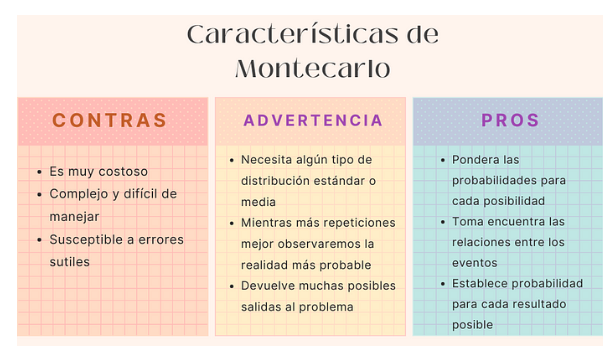 Características de
Montecarlo
CONTRAS
• Es muy costoso
• Complejo y difícil de
manejar
• Susceptible a errores
sutiles
ADVERTENCIA
• Necesita algún tipo de
distribución estándar o
media
• Mientras más repeticiones
mejor observaremos la
realidad más probable
• Devuelve muchas posibles
salidas al problema
PROS
• Pondera las
probabilidades para
cada posibilidad
• Toma encuentra las
relaciones entre los
eventos
• Establece probabilidad
para cada resultado
posible